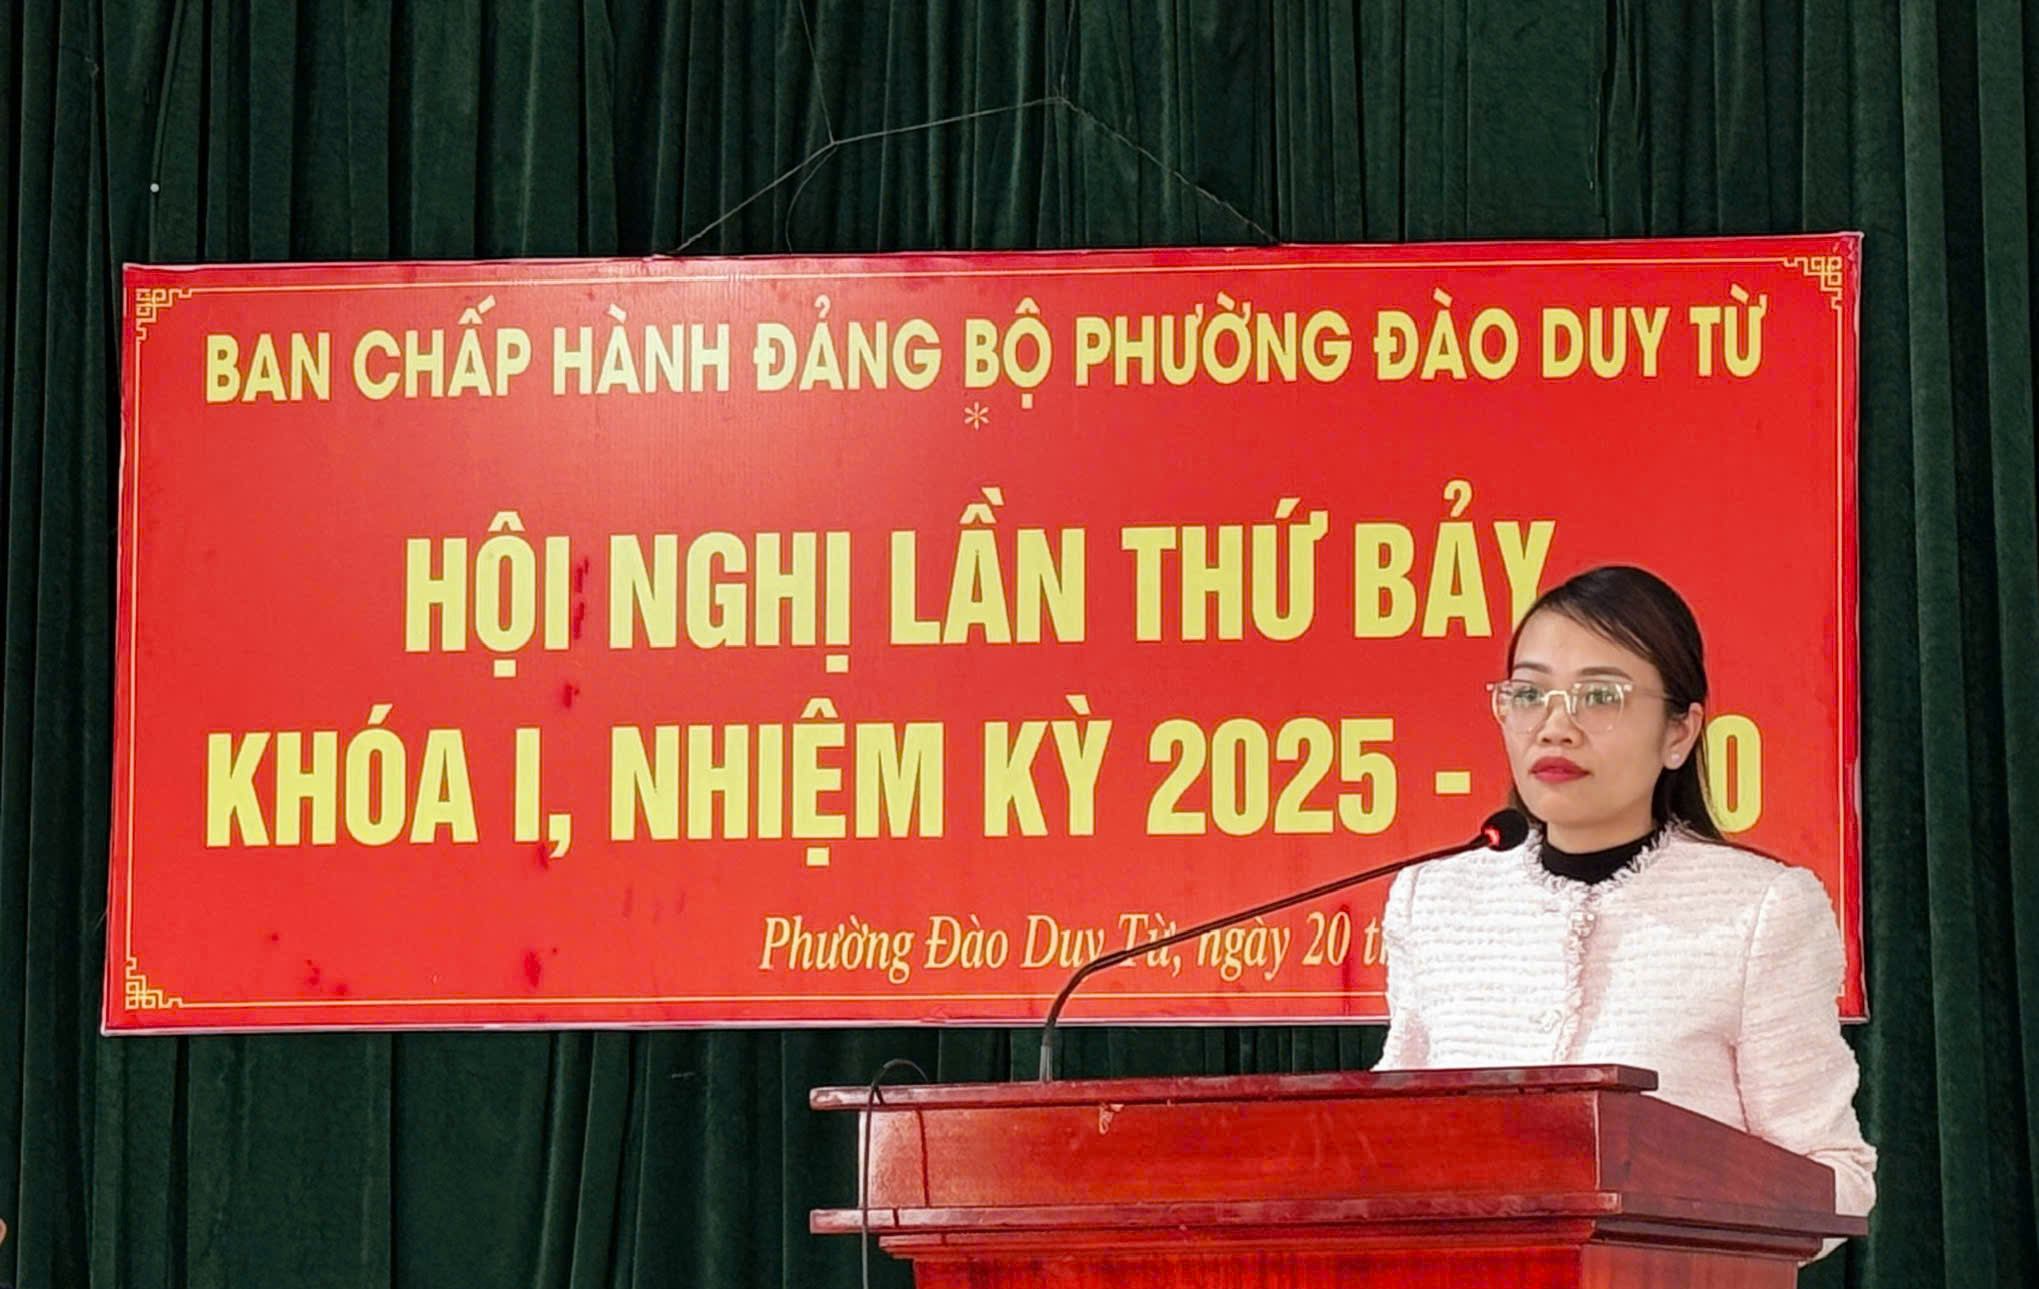 BAN CHẤP HÀNH ĐẢNG BỘ PHƯỜNG ĐÀO DUY TỪ
*
HỘI NGHỊ LẦN THỨ BẢY
KHÓA I, NHIỆM KỲ 2025 - 0
Phường Đào Duy Từ, ngày 20